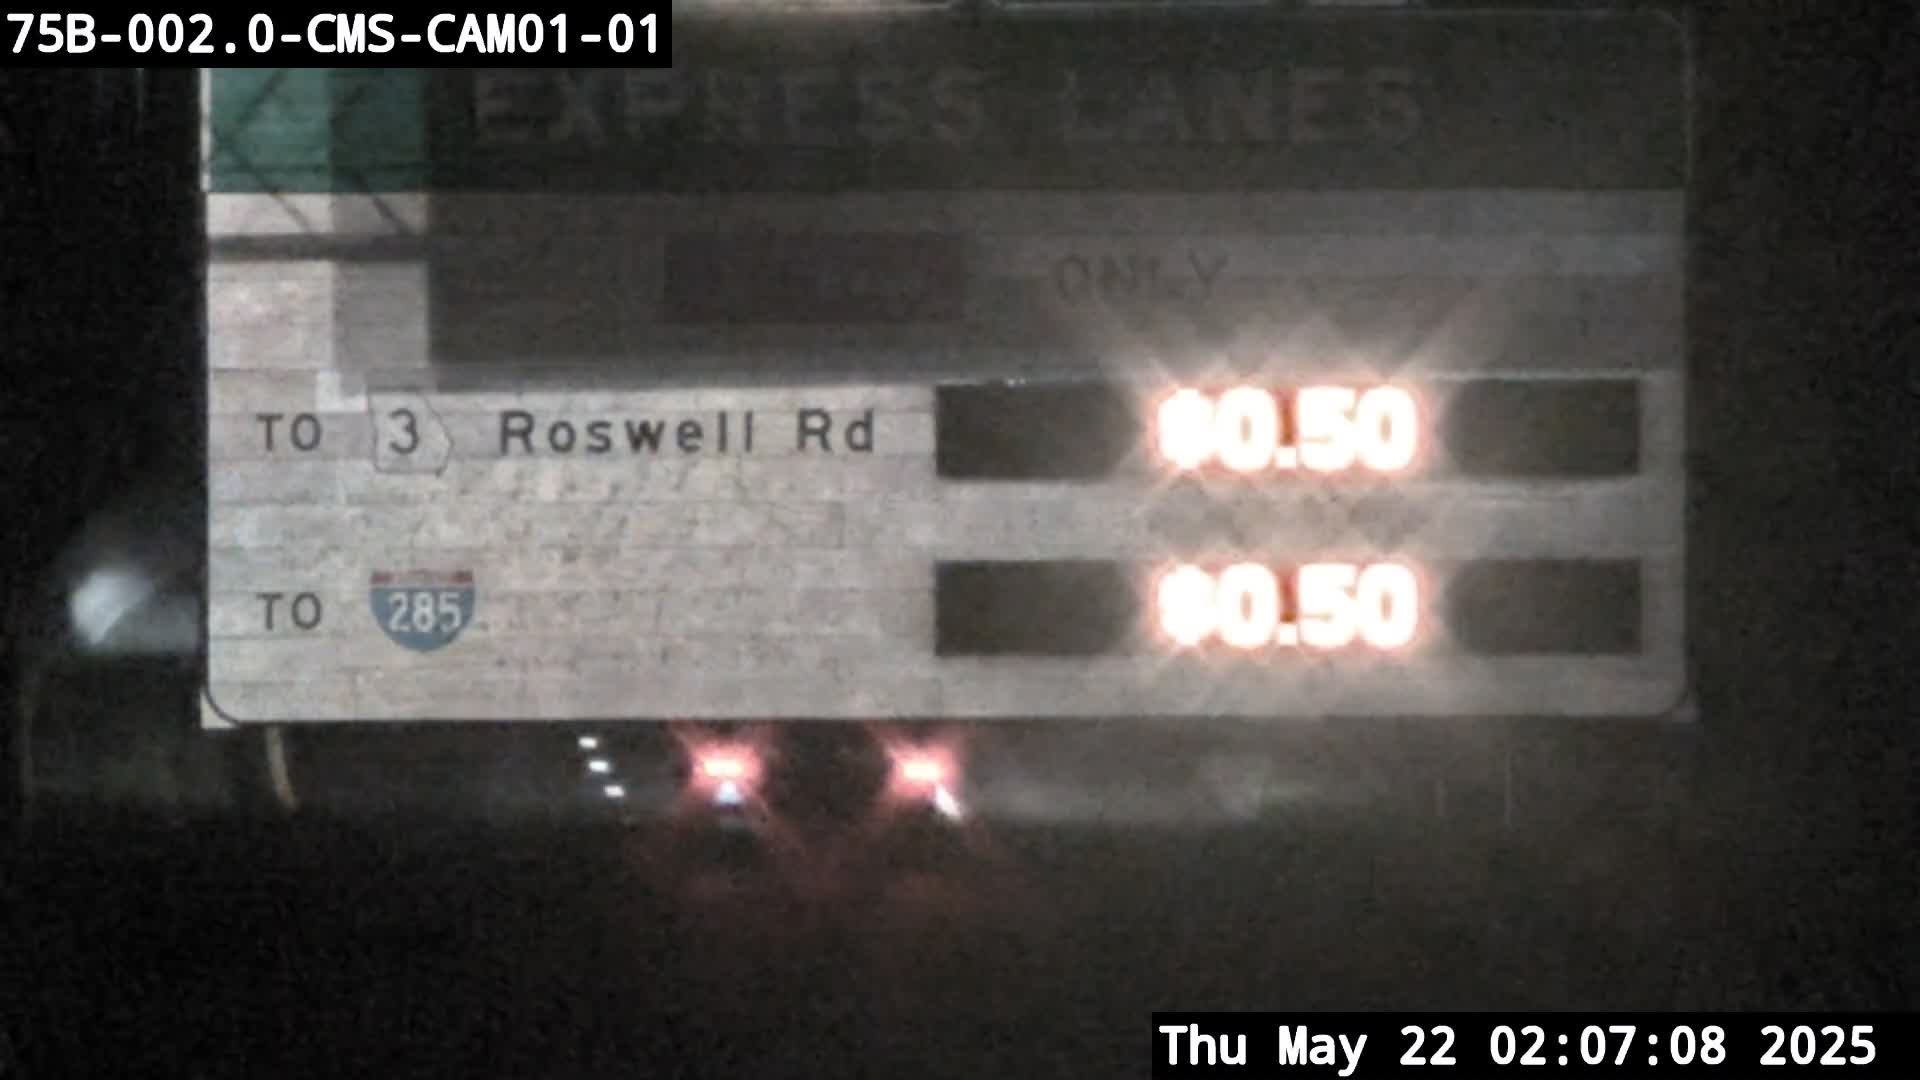 75B-002.0-CMS-CAM01-01
EXPRESS LANES
ONLY
TO 3 Roswell Rd $0.50
TO 285 $0.50
Thu May 22 02:07:08 2025